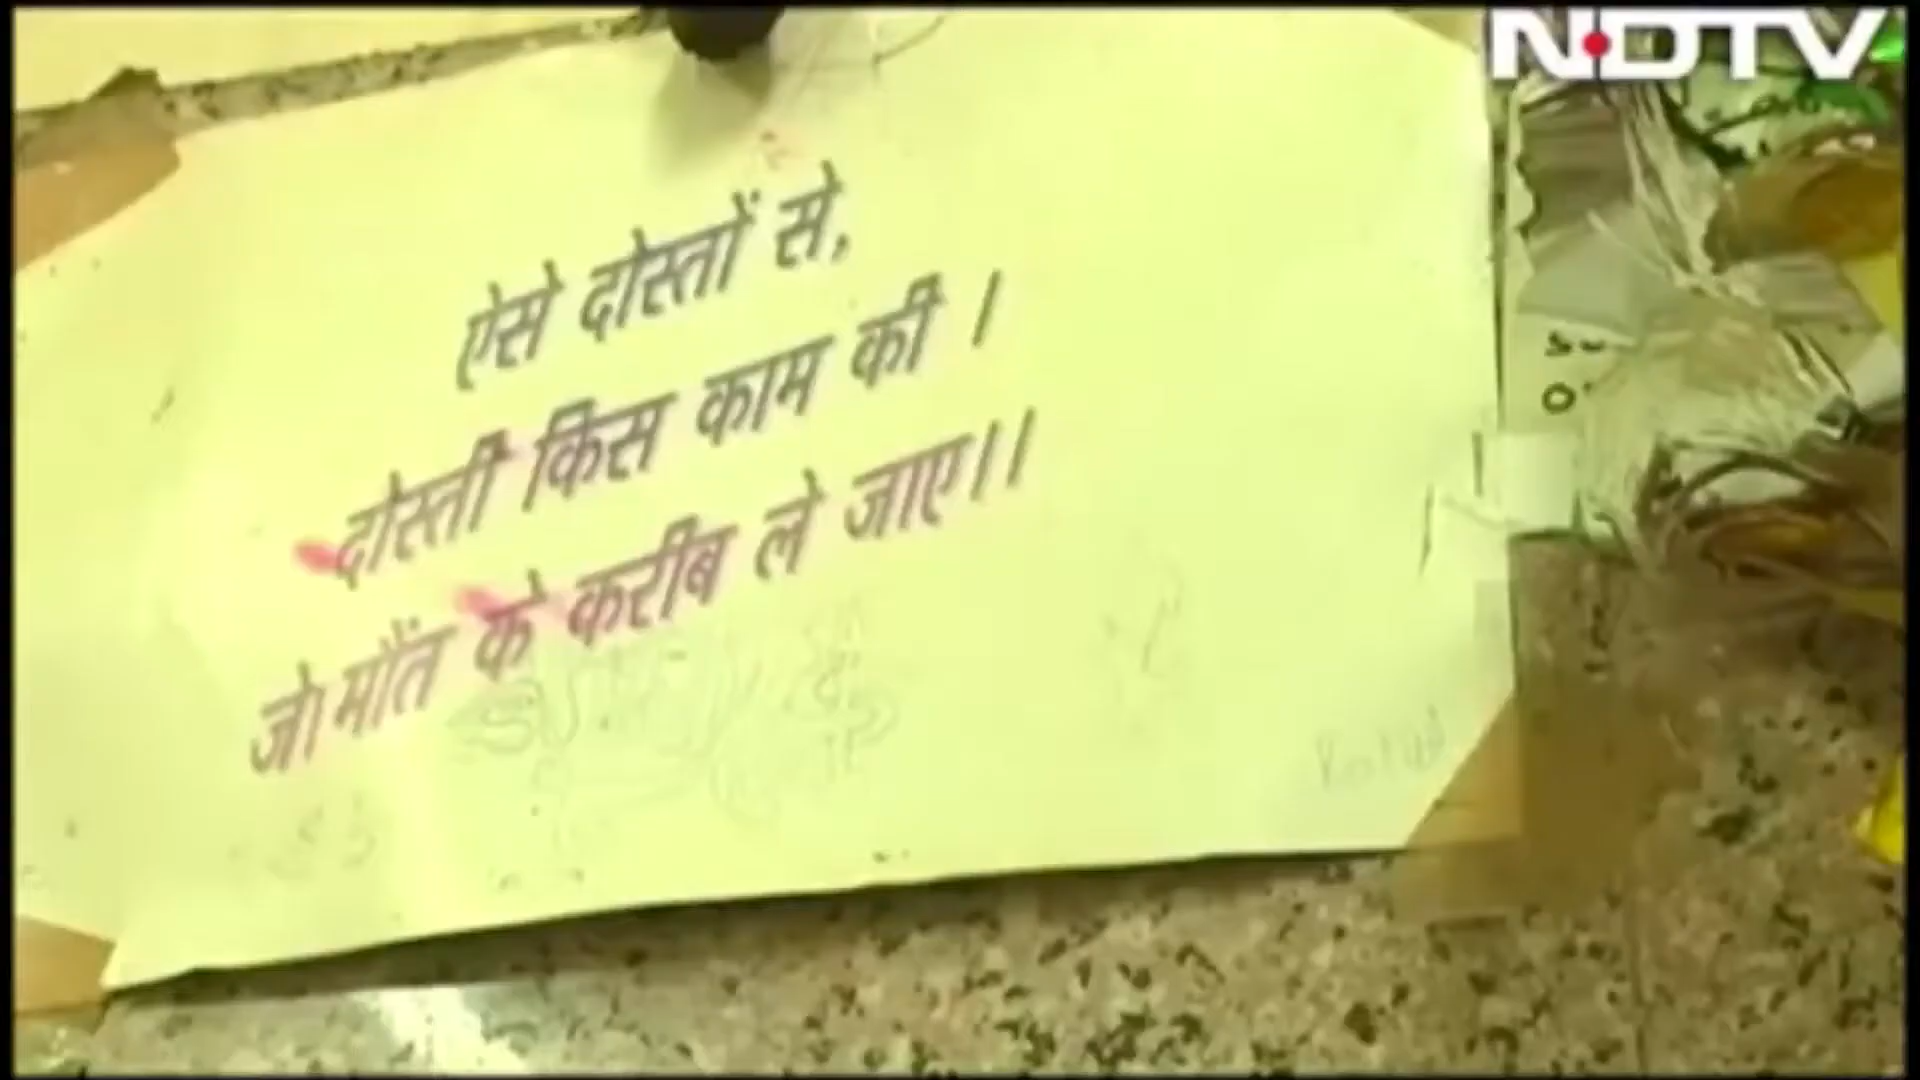 NDTV
ऐसे दोस्तों से,
दोस्ती किस काम की ।
जो मौत के करीब ले जाए।।